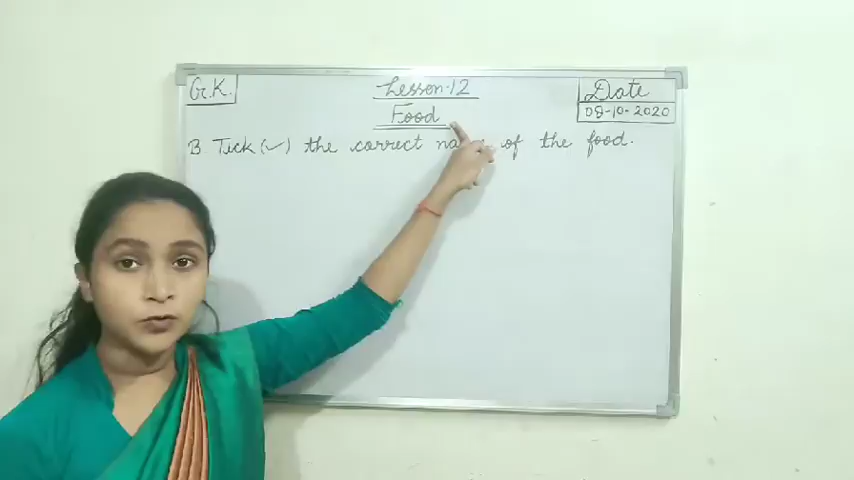 G.K.
Lesson-12
Date
Food
08-10-2020
B. Tick (✓) the correct of the food.